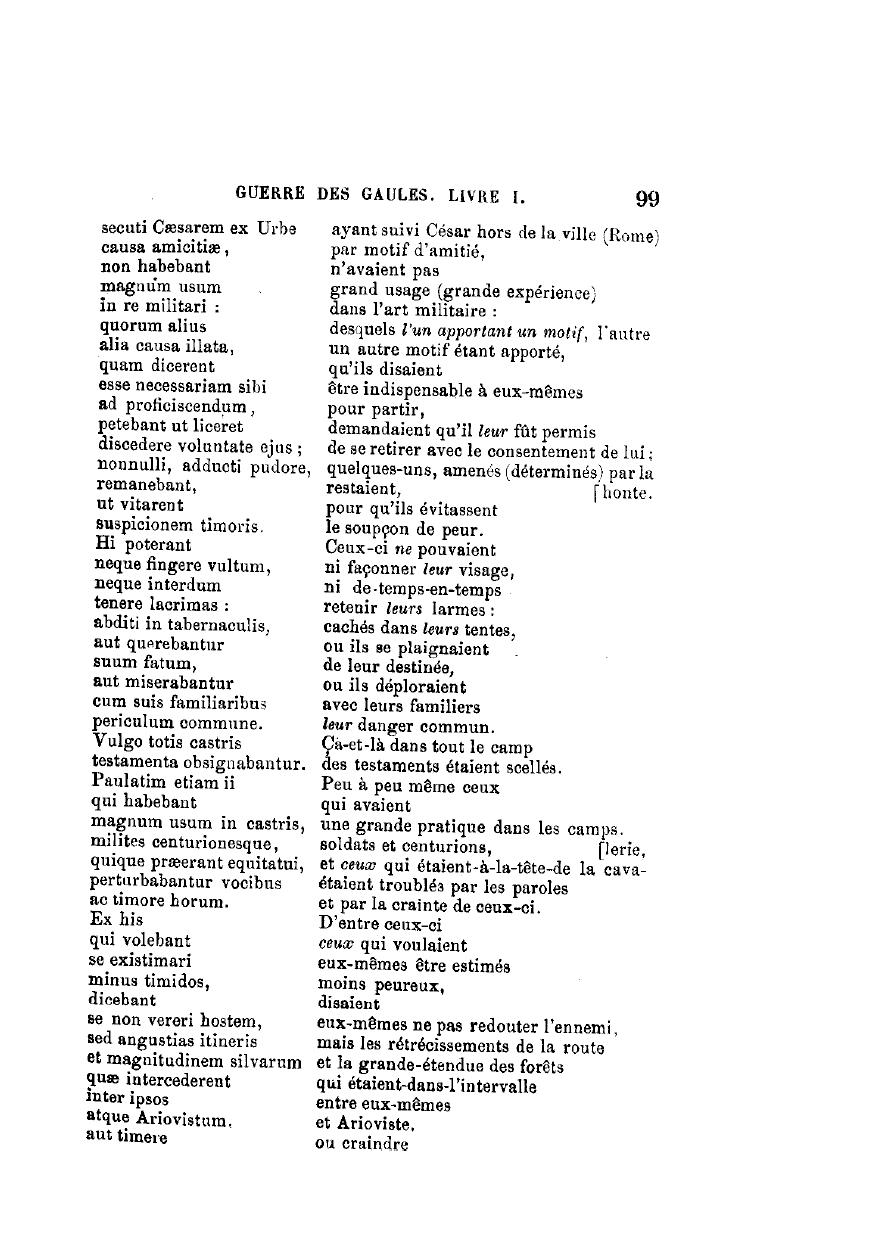 GUERRE DES GAULES. LIVRE I. 99
secuti Cæsarem ex Urbe ayant suivi César hors de la ville (Rome)
causa amicitiæ, par motif d'amitié,
non habebant n'avaient pas
magnum usum grand usage (grande expérience)
in re militari : dans l'art militaire :
quorum alius desquels l'un apportant un motif, l'autre
alia causa illata, un autre motif étant apporté,
quam dicerent qu'ils disaient
esse necessariam sibi être indispensable à eux-mêmes
ad proficiscendum, pour partir,
petebant ut liceret demandaient qu'il leur fût permis
discedere voluntate ejus ; de se retirer avec le consentement de lui ;
nonnulli, adducti pudore, quelques-uns, amenés (déterminés) par la
remanebant, restaient, [honte.
ut vitarent pour qu'ils évitassent
suspicionem timoris. le soupçon de peur.
Hi poterant Ceux-ci ne pouvaient
neque fingere vultum, ni façonner leur visage,
neque interdum ni de-temps-en-temps
tenere lacrimas : retenir leurs larmes :
abditi in tabernaculis, cachés dans leurs tentes,
aut querebantur ou ils se plaignaient
suum fatum, de leur destinée,
aut miserabantur ou ils déploraient
cum suis familiaribus avec leurs familiers
periculum commune. leur danger commun.
Vulgo totis castris Çà-et-là dans tout le camp
testamenta obsignabantur. des testaments étaient scellés.
Paulatim etiam ii Peu à peu même ceux
qui habebant qui avaient
magnum usum in castris, une grande pratique dans les camps.
milites centurionesque, soldats et centurions, [lerie,
quique præerant equitatui, et ceux qui étaient-à-la-tête-de la cava-
perturbabantur vocibus étaient troublés par les paroles
ac timore horum. et par la crainte de ceux-ci.
Ex his D'entre ceux-ci
qui volebant ceux qui voulaient
se existimari eux-mêmes être estimés
minus timidos, moins peureux,
dicebant disaient
se non vereri hostem, eux-mêmes ne pas redouter l'ennemi,
sed angustias itineris mais les rétrécissements de la route
et magnitudinem silvarum et la grande-étendue des forêts
quæ intercederent qui étaient-dans-l'intervalle
inter ipsos entre eux-mêmes
atque Ariovistum, et Arioviste,
aut timere ou craindre